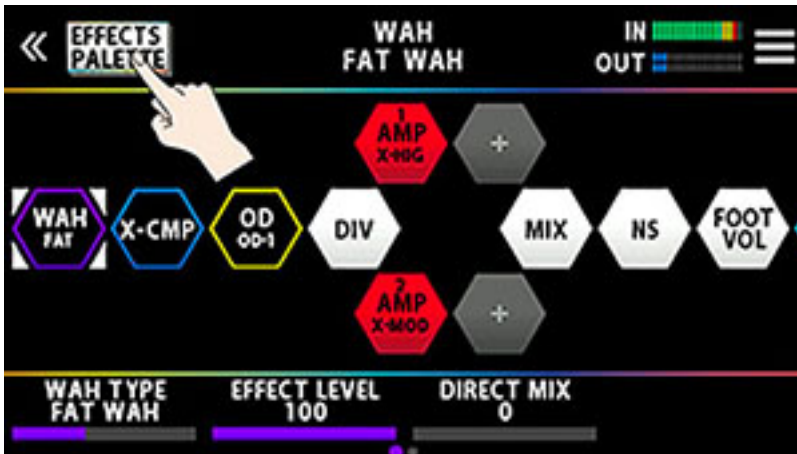 EFFECTS
PALETTE
WAH
FAT WAH
IN
OUT
1
AMP
X-HIG
+
WAH
FAT
X-CMP
OD
OD-1
DIV
MIX
NS
FOOT
VOL
2
AMP
X-MOD
+
WAH TYPE
FAT WAH
EFFECT LEVEL
100
DIRECT MIX
0